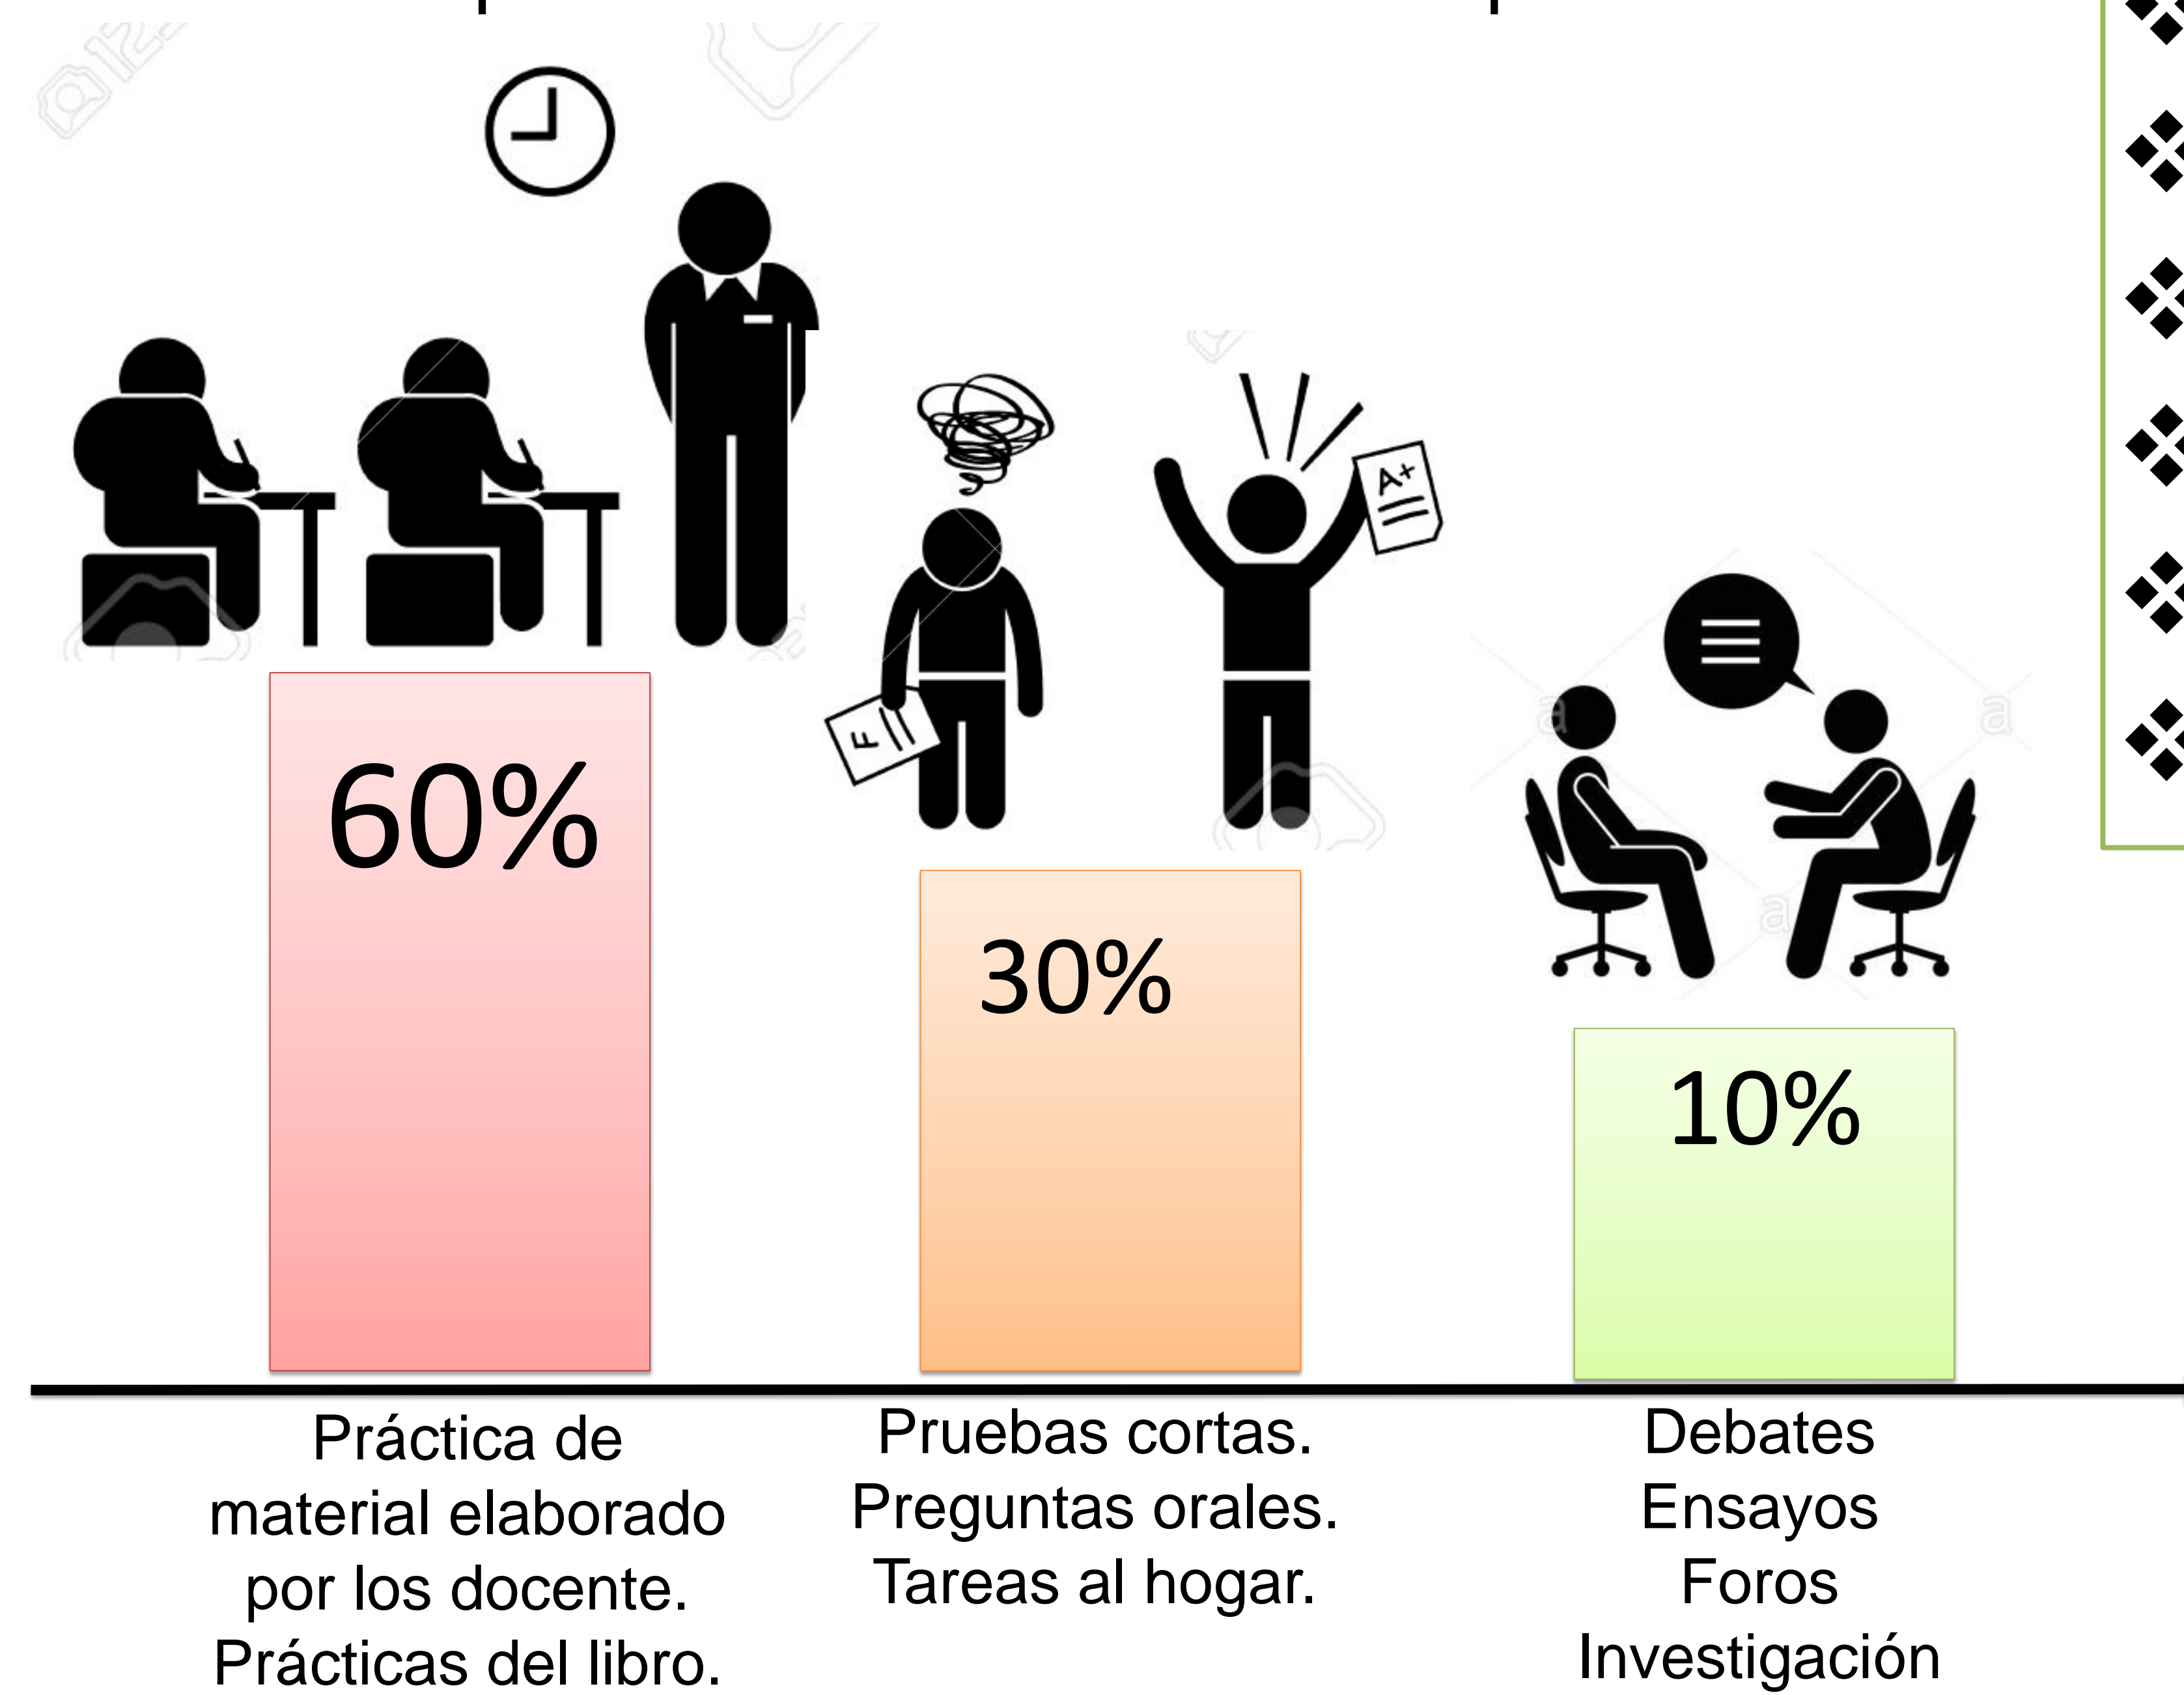 A+
F
60%
30%
10%
Práctica de
material elaborado
por los docente.
Prácticas del libro.
Pruebas cortas.
Preguntas orales.
Tareas al hogar.
Debates
Ensayos
Foros
Investigación